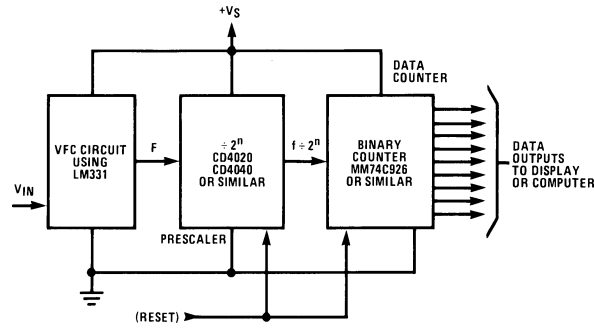 +VS
DATA
COUNTER
VFC CIRCUIT
USING
LM331
F
÷ 2n
CD4020
CD4040
OR SIMILAR
f ÷ 2n
BINARY
COUNTER
MM74C926
OR SIMILAR
DATA
OUTPUTS
TO DISPLAY
OR COMPUTER
VIN
PRESCALER
(RESET)